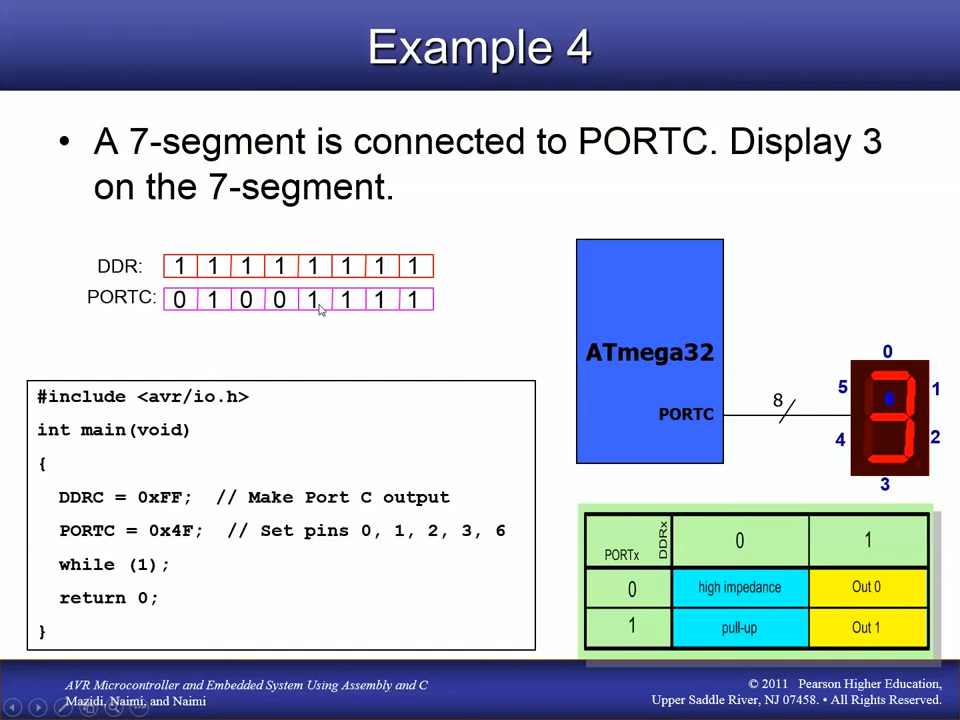 Example 4
• A 7-segment is connected to PORTC. Display 3
on the 7-segment.
DDR: 1 1 1 1 1 1 1 1
PORTC: 0 1 0 0 1 1 1 1
#include <avr/io.h>
int main(void)
{
DDRC = 0xFF; // Make Port C output
PORTC = 0x4F; // Set pins 0, 1, 2, 3, 6
while (1);
return 0;
}
ATmega32
PORTC
8
0
5
6
1
4
2
3
3
PORTx DDRx 0 1
0 high impedance Out 0
1 pull-up Out 1
AVR Microcontroller and Embedded System Using Assembly and C
Mazidi, Naimi, and Naimi
© 2011 Pearson Higher Education,
Upper Saddle River, NJ 07458. • All Rights Reserved.